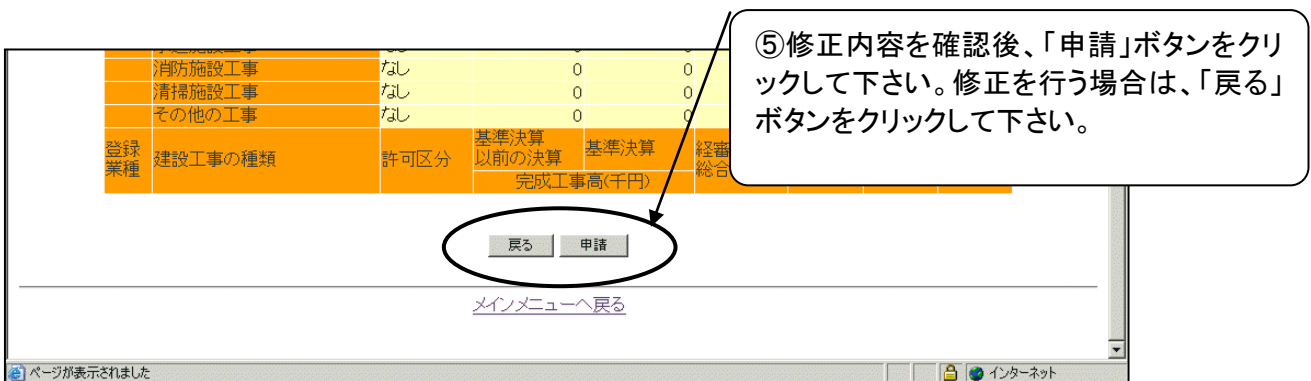 ⑤修正内容を確認後、「申請」ボタンをクリ
ックして下さい。修正を行う場合は、「戻る」
ボタンをクリックして下さい。
消防施設工事 なし 0 0
清掃施設工事 なし 0 0
その他の工事 なし 0 0
登録業種 建設工事の種類 許可区分 基準決算以前の決算 基準決算 経審総合
完成工事高(千円)
戻る 申請
メインメニューへ戻る
ページが表示されました インターネット